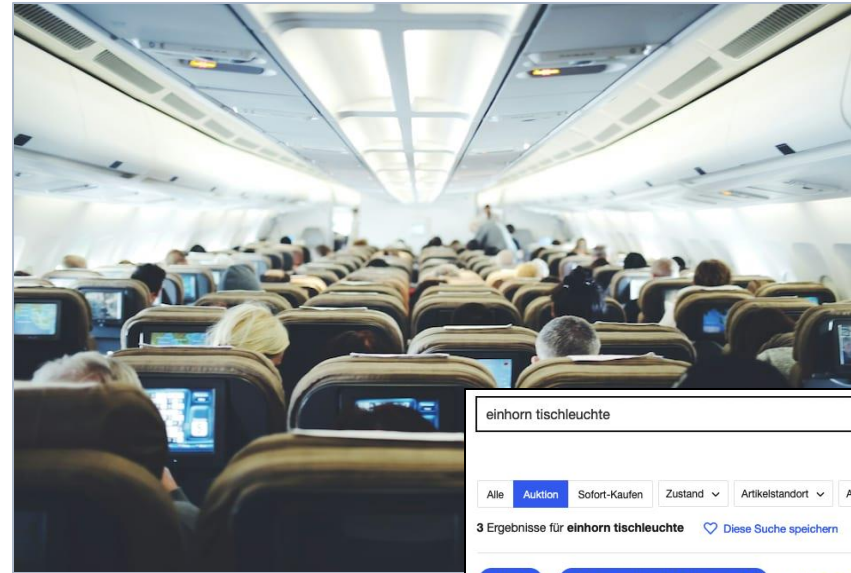 einhorn tischleuchte
Alle Auktion Sofort-Kaufen Zustand Artikelstandort A
3 Ergebnisse für einhorn tischleuchte Diese Suche speichern